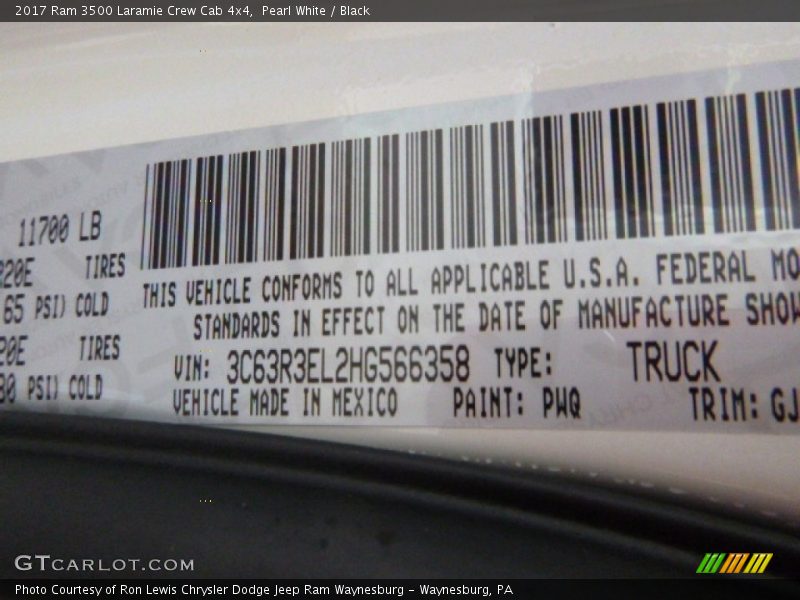 2017 Ram 3500 Laramie Crew Cab 4x4,  Pearl White / Black
11700 LB
20E TIRES
65 PSI) COLD
20E TIRES
80 PSI) COLD
THIS VEHICLE CONFORMS TO ALL APPLICABLE U.S.A. FEDERAL MO
STANDARDS IN EFFECT ON THE DATE OF MANUFACTURE SHOW
VIN: 3C63R3EL2HG566358 TYPE: TRUCK
VEHICLE MADE IN MEXICO PAINT: PWQ TRIM: GJ
GTCARLOT.COM
Photo Courtesy of Ron Lewis Chrysler Dodge Jeep Ram Waynesburg – Waynesburg, PA